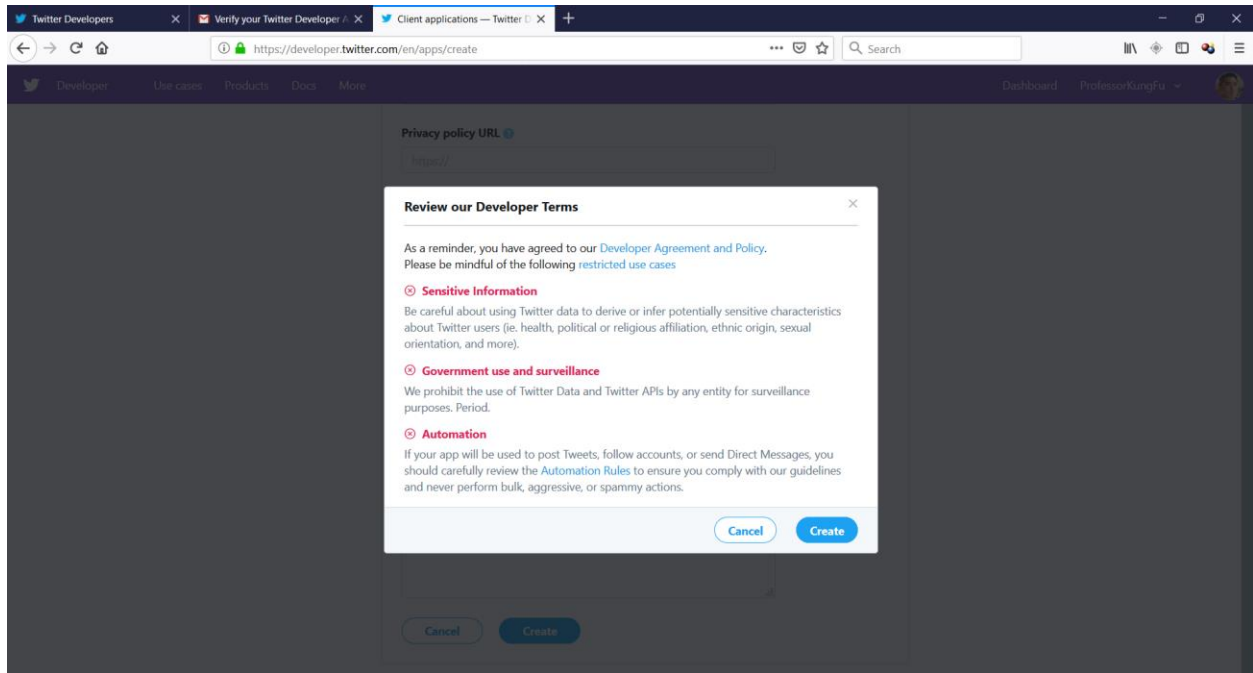 Twitter Developers
Verify your Twitter Developer A
Client applications — Twitter D
https://developer.twitter.com/en/apps/create
Search
Developer Use cases Products Docs More Dashboard ProfessorKungFu
Privacy policy URL
https://
Review our Developer Terms
As a reminder, you have agreed to our Developer Agreement and Policy.
Please be mindful of the following restricted use cases
Sensitive Information
Be careful about using Twitter data to derive or infer potentially sensitive characteristics
about Twitter users (ie. health, political or religious affiliation, ethnic origin, sexual
orientation, and more).
Government use and surveillance
We prohibit the use of Twitter Data and Twitter APIs by any entity for surveillance
purposes. Period.
Automation
If your app will be used to post Tweets, follow accounts, or send Direct Messages, you
should carefully review the Automation Rules to ensure you comply with our guidelines
and never perform bulk, aggressive, or spammy actions.
Cancel Create
Cancel Create